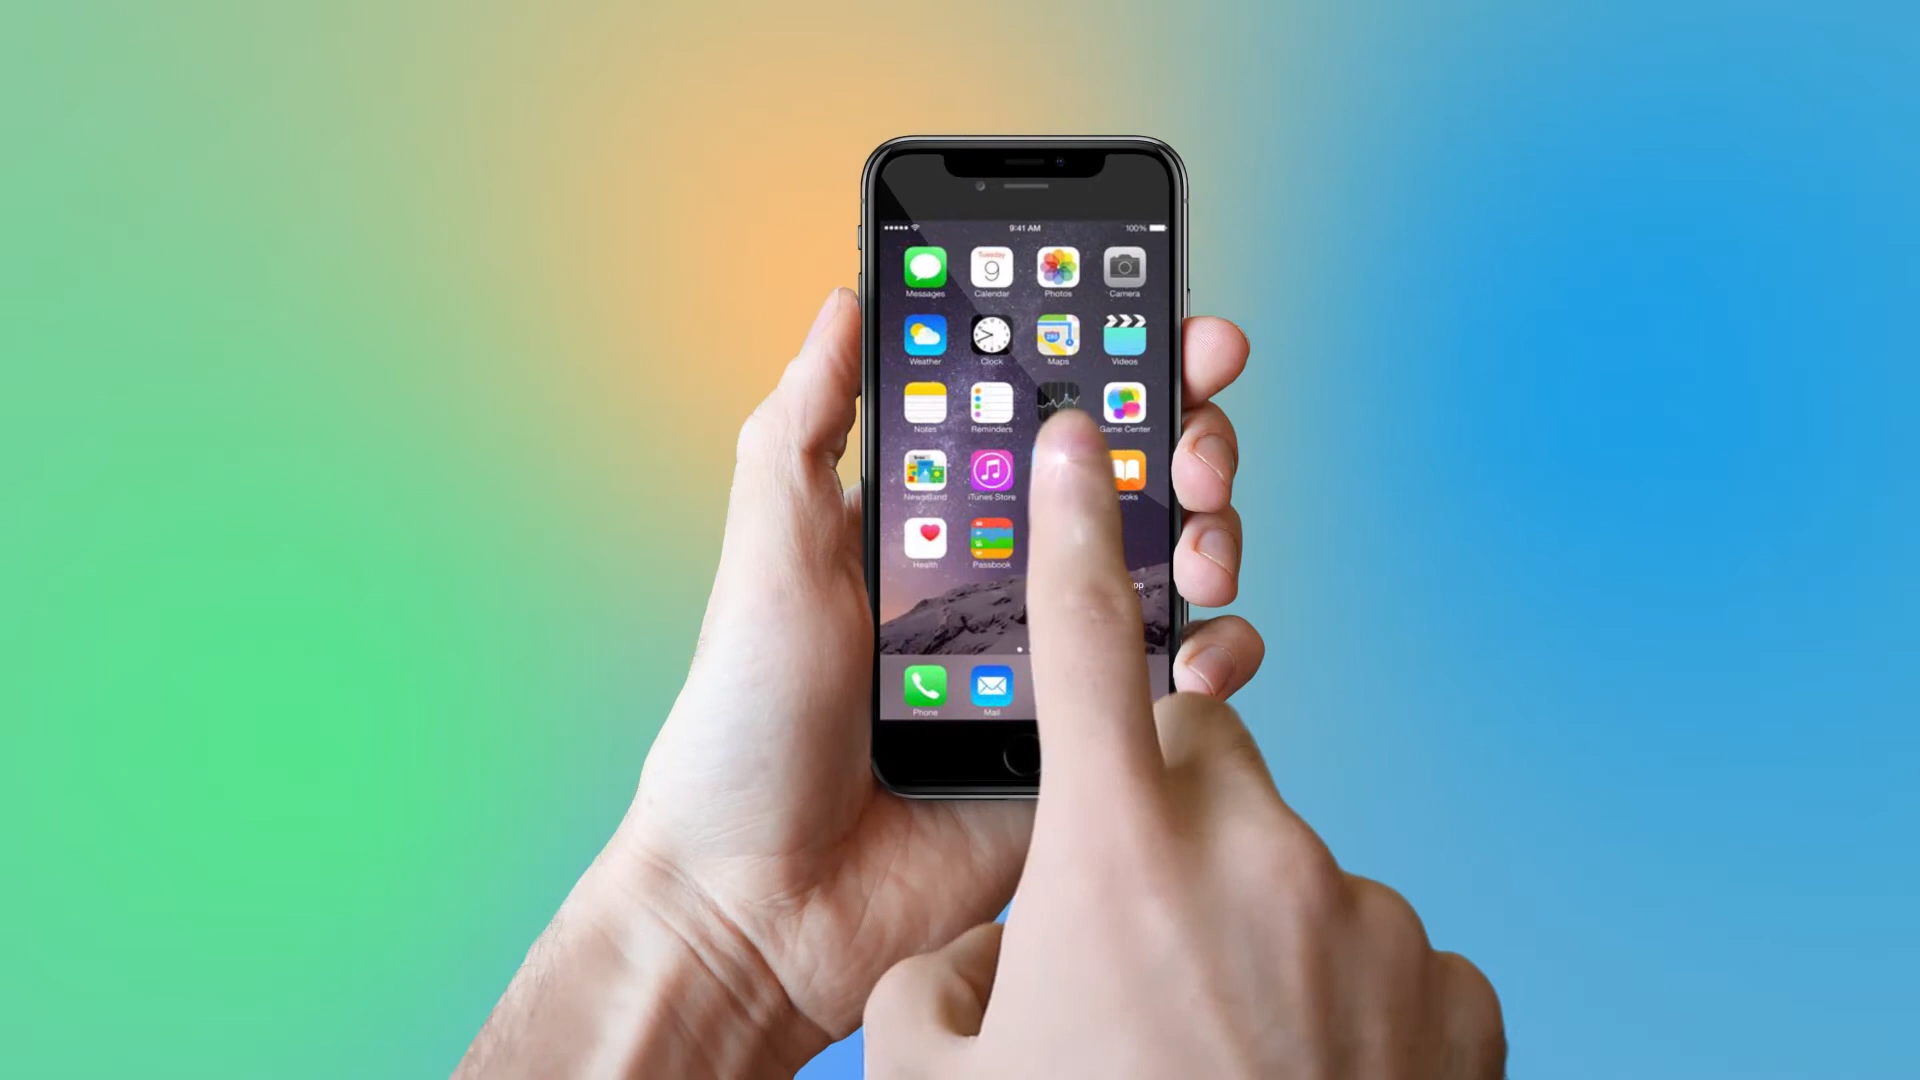 9:41 AM 100%
Tuesday
9
Messages Calendar Photos Camera
280
Weather Clock Maps Videos
Notes Reminders Game Center
iTunes Store
Health Passbook
Phone Mail